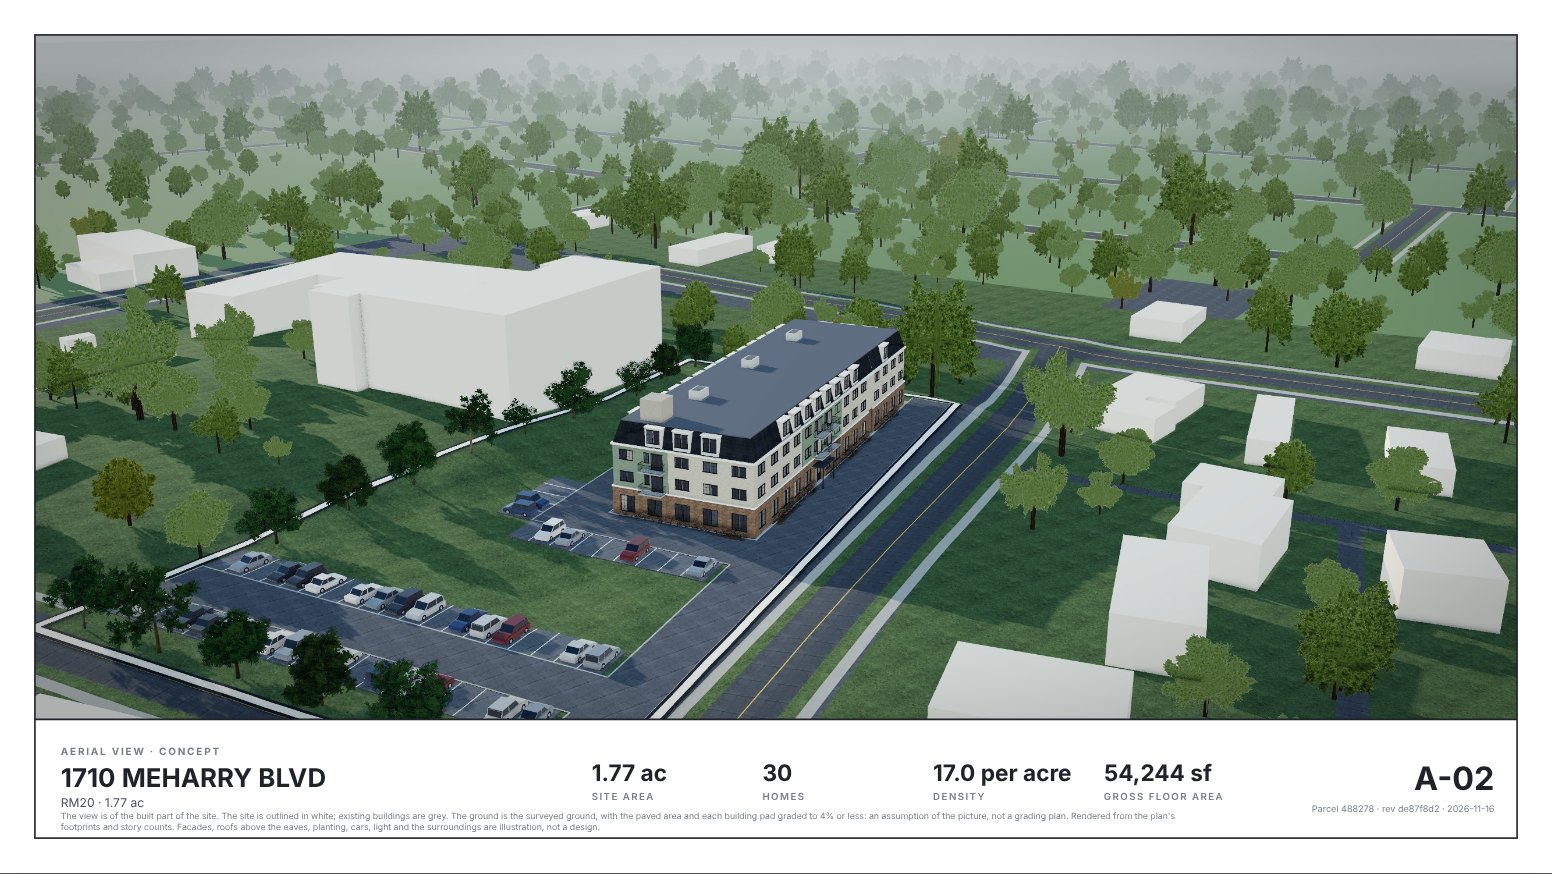 AERIAL VIEW · CONCEPT
1710 MEHARRY BLVD
RM20 · 1.77 ac
1.77 ac
SITE AREA
30
HOMES
17.0 per acre
DENSITY
54,244 sf
GROSS FLOOR AREA
A-02
Parcel 488278 · rev de87f8d2 · 2026-11-16
The view is of the built part of the site. The site is outlined in white; existing buildings are grey. The ground is the surveyed ground, with the paved area and each building pad graded to 4% or less: an assumption of the picture, not a grading plan. Rendered from the plan's
footprints and story counts. Facades, roofs above the eaves, planting, cars, light and the surroundings are illustration, not a design.